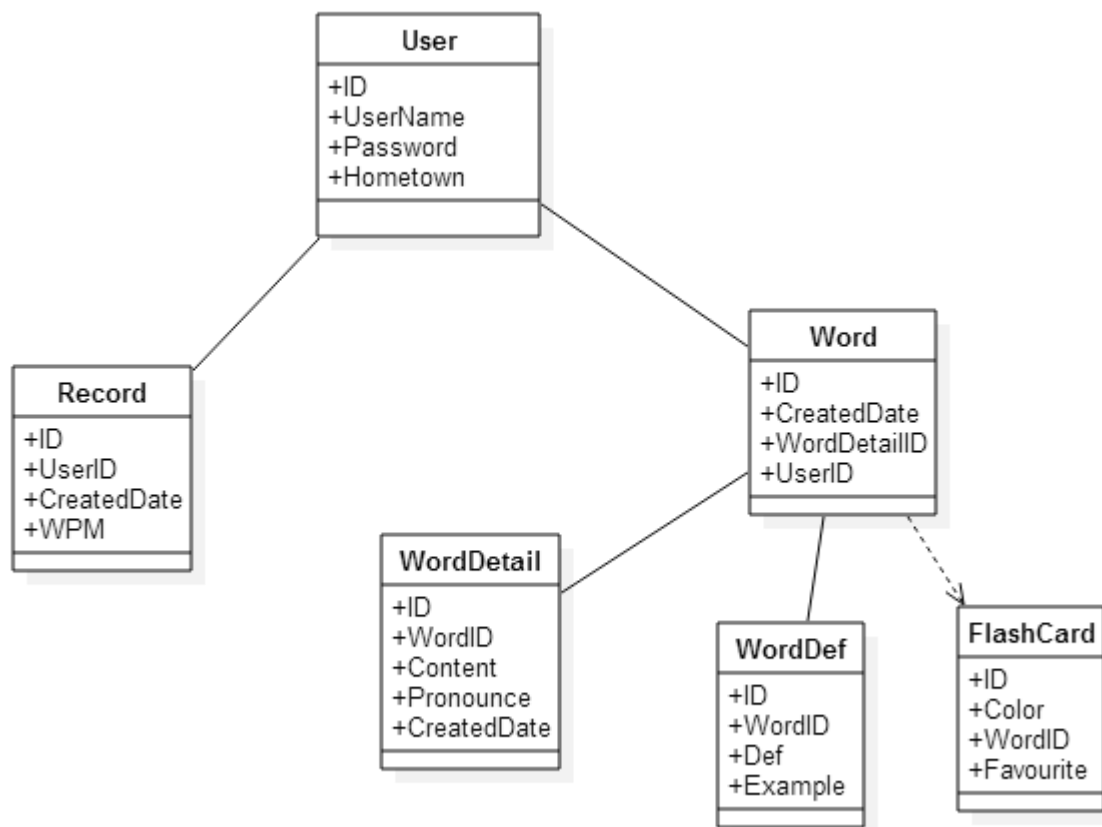 User
+ID
+UserName
+Password
+Hometown
Word
+ID
+CreatedDate
+WordDetailID
+UserID
Record
+ID
+UserID
+CreatedDate
+WPM
WordDetail
+ID
+WordID
+Content
+Pronounce
+CreatedDate
WordDef
+ID
+WordID
+Def
+Example
FlashCard
+ID
+Color
+WordID
+Favourite